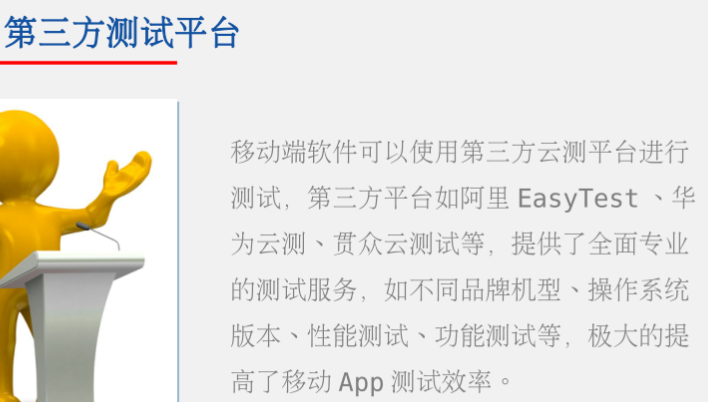 第三方测试平台
移动端软件可以使用第三方云测平台进行
测试，第三方平台如阿里 EasyTest 、华
为云测、贯众云测试等，提供了全面专业
的测试服务，如不同品牌机型、操作系统
版本、性能测试、功能测试等，极大的提
高了移动 App 测试效率。